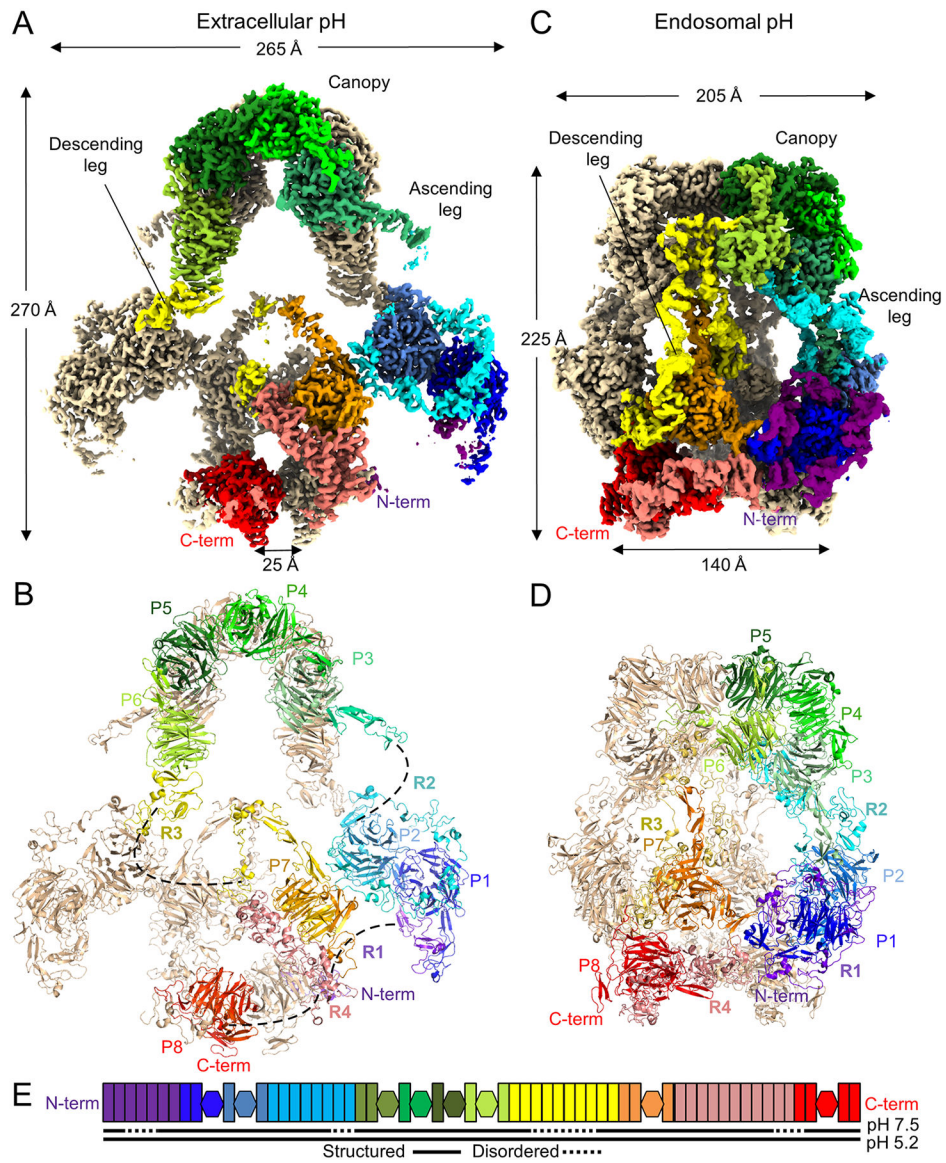 A
Extracellular pH
265 Å
Canopy
Descending
leg
Ascending
leg
270 Å
N-term
C-term
25 Å
C
Endosomal pH
205 Å
Descending
leg
Canopy
Ascending
leg
225 Å
C-term
N-term
140 Å
B
P5
P4
P3
P6
R2
R3
P2
P7
P1
R1
N-term
R4
P8
C-term
D
P5
P4
P6
P3
R2
R3
P7
P2
P1
P8
R1
N-term
C-term
R4
E
N-term
C-term
pH 7.5
pH 5.2
Structured
Disordered